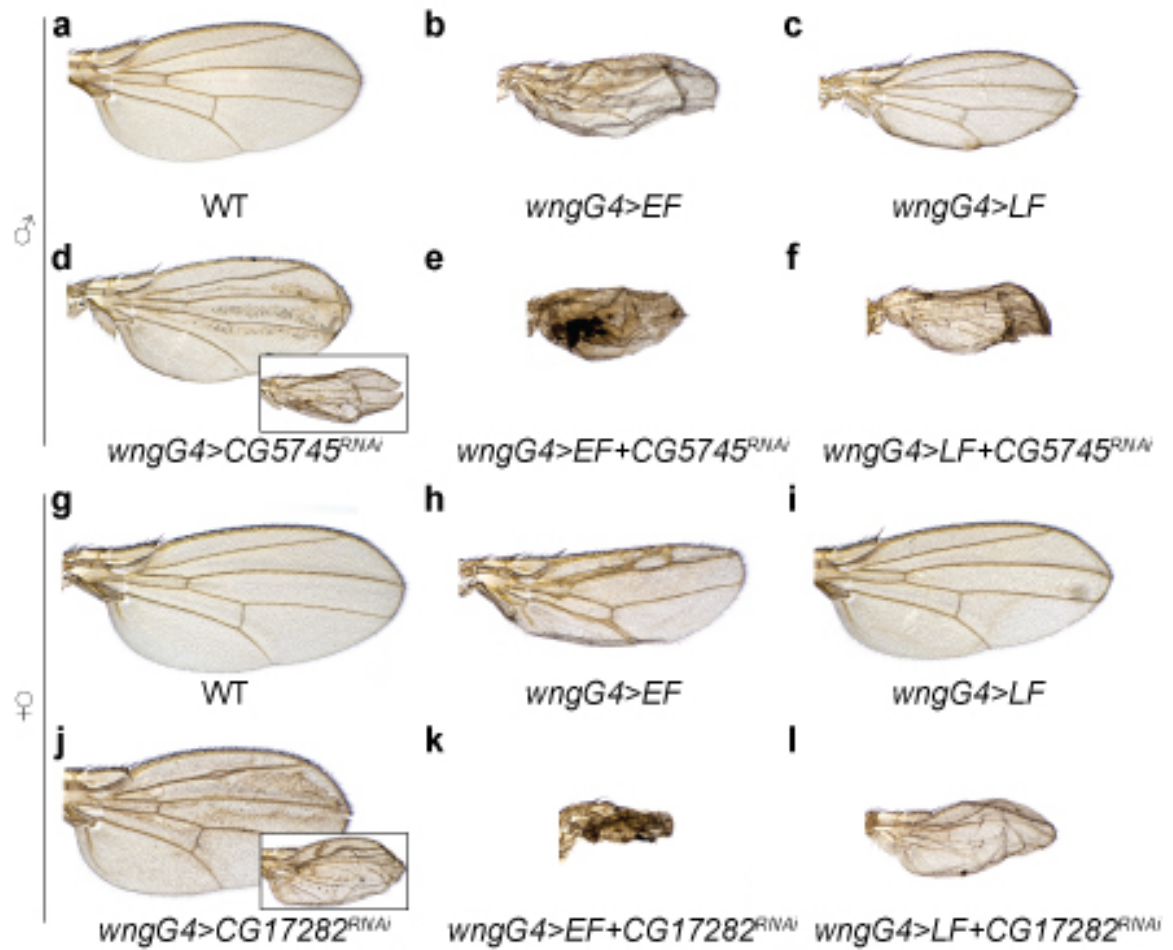 a b c
WT wngG4>EF wngG4>LF
♂
d e f
wngG4>CG5745RNAi wngG4>EF+CG5745RNAi wngG4>LF+CG5745RNAi
g h i
WT wngG4>EF wngG4>LF
♀
j k l
wngG4>CG17282RNAi wngG4>EF+CG17282RNAi wngG4>LF+CG17282RNAi